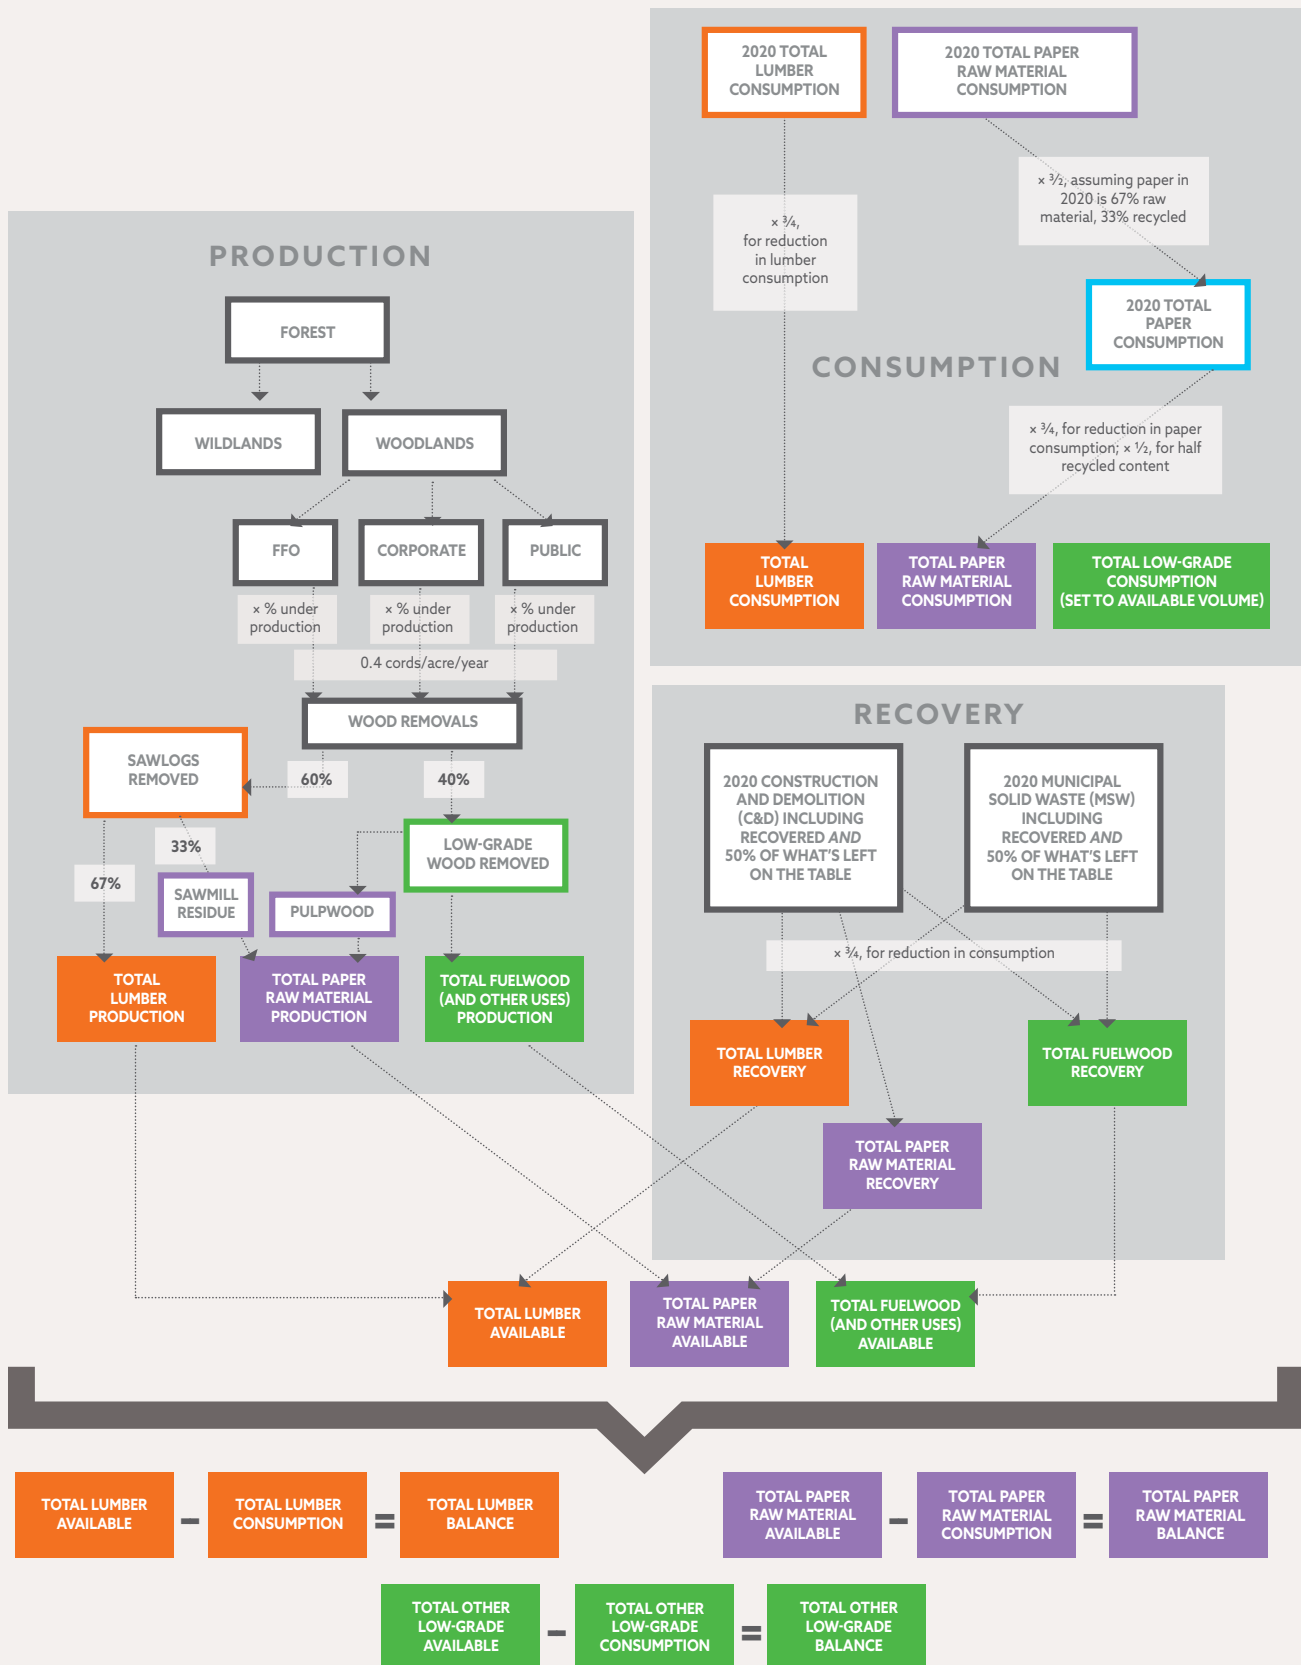 2020 TOTAL
LUMBER
CONSUMPTION
2020 TOTAL PAPER
RAW MATERIAL
CONSUMPTION
× ³⁄₂, assuming paper in
2020 is 67% raw
material, 33% recycled
× ¾,
for reduction
in lumber
consumption
2020 TOTAL
PAPER
CONSUMPTION
CONSUMPTION
× ¾, for reduction in paper
consumption; × ½, for half
recycled content
TOTAL
LUMBER
CONSUMPTION
TOTAL PAPER
RAW MATERIAL
CONSUMPTION
TOTAL LOW-GRADE
CONSUMPTION
(SET TO AVAILABLE VOLUME)
PRODUCTION
FOREST
WILDLANDS
WOODLANDS
FFO
CORPORATE
PUBLIC
× % under
production
× % under
production
× % under
production
0.4 cords/acre/year
WOOD REMOVALS
SAWLOGS
REMOVED
60%
40%
33%
67%
LOW-GRADE
WOOD REMOVED
SAWMILL
RESIDUE
PULPWOOD
TOTAL
LUMBER
PRODUCTION
TOTAL PAPER
RAW MATERIAL
PRODUCTION
TOTAL FUELWOOD
(AND OTHER USES)
PRODUCTION
RECOVERY
2020 CONSTRUCTION
AND DEMOLITION
(C&D) INCLUDING
RECOVERED AND
50% OF WHAT'S LEFT
ON THE TABLE
2020 MUNICIPAL
SOLID WASTE (MSW)
INCLUDING
RECOVERED AND
50% OF WHAT'S LEFT
ON THE TABLE
× ¾, for reduction in consumption
TOTAL LUMBER
RECOVERY
TOTAL FUELWOOD
RECOVERY
TOTAL PAPER
RAW MATERIAL
RECOVERY
TOTAL LUMBER
AVAILABLE
TOTAL PAPER
RAW MATERIAL
AVAILABLE
TOTAL FUELWOOD
(AND OTHER USES)
AVAILABLE
TOTAL LUMBER
AVAILABLE
–
TOTAL LUMBER
CONSUMPTION
=
TOTAL LUMBER
BALANCE
TOTAL PAPER
RAW MATERIAL
AVAILABLE
–
TOTAL PAPER
RAW MATERIAL
CONSUMPTION
=
TOTAL PAPER
RAW MATERIAL
BALANCE
TOTAL OTHER
LOW-GRADE
AVAILABLE
–
TOTAL OTHER
LOW-GRADE
CONSUMPTION
=
TOTAL OTHER
LOW-GRADE
BALANCE